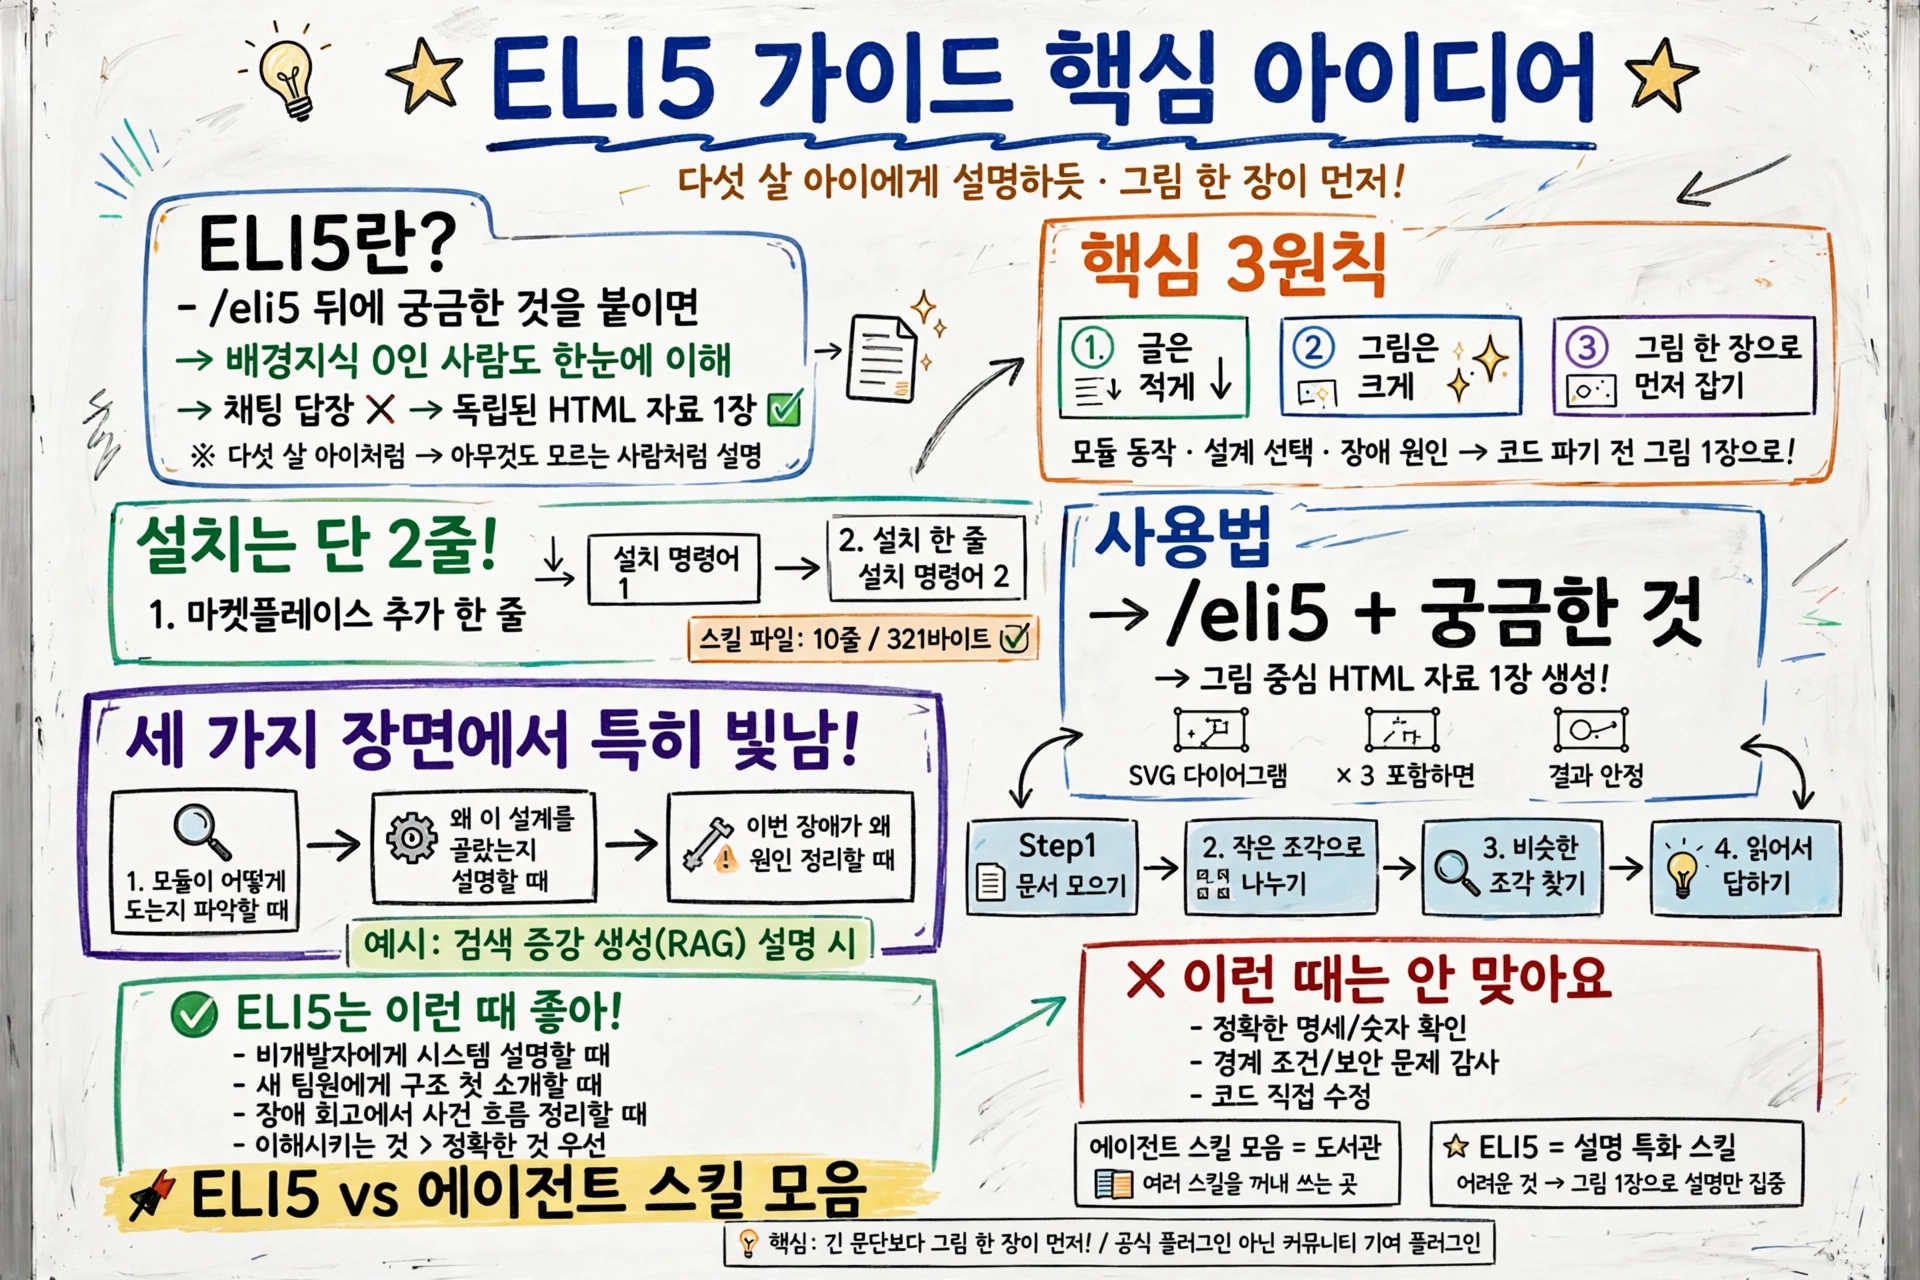 ELI5 가이드 핵심 아이디어
다섯 살 아이에게 설명하듯 · 그림 한 장이 먼저!
ELI5란?
- /eli5 뒤에 궁금한 것을 붙이면
→ 배경지식 0인 사람도 한눈에 이해
→ 채팅 답장 ✕ → 독립된 HTML 자료 1장 ✅
※ 다섯 살 아이처럼 → 아무것도 모르는 사람처럼 설명
핵심 3원칙
1. 글은
적게
2 그림은
크게
3 그림 한 장으로
먼저 잡기
모듈 동작 · 설계 선택 · 장애 원인 → 코드 파기 전 그림 1장으로!
설치는 단 2줄!
1. 마켓플레이스 추가 한 줄
설치 명령어
1
2. 설치 한 줄
설치 명령어 2
스킬 파일: 10줄 / 321바이트
사용법
→ /eli5 + 궁금한 것
→ 그림 중심 HTML 자료 1장 생성!
SVG 다이어그램
× 3 포함하면
결과 안정
세 가지 장면에서 특히 빛남!
1. 모듈이 어떻게
도는지 파악할 때
왜 이 설계를
골랐는지
설명할 때
이번 장애가 왜
원인 정리할 때
예시: 검색 증강 생성(RAG) 설명 시
Step1
문서 모으기
2. 작은 조각으로
나누기
3. 비슷한
조각 찾기
4. 읽어서
답하기
ELI5는 이런 때 좋아!
- 비개발자에게 시스템 설명할 때
- 새 팀원에게 구조 첫 소개할 때
- 장애 회고에서 사건 흐름 정리할 때
- 이해시키는 것 > 정확한 것 우선
✕ 이런 때는 안 맞아요
- 정확한 명세/숫자 확인
- 경계 조건/보안 문제 감사
- 코드 직접 수정
ELI5 vs 에이전트 스킬 모음
에이전트 스킬 모음 = 도서관
여러 스킬을 꺼내 쓰는 곳
ELI5 = 설명 특화 스킬
어려운 것 → 그림 1장으로 설명만 집중
핵심: 긴 문단보다 그림 한 장이 먼저! / 공식 플러그인 아닌 커뮤니티 기여 플러그인